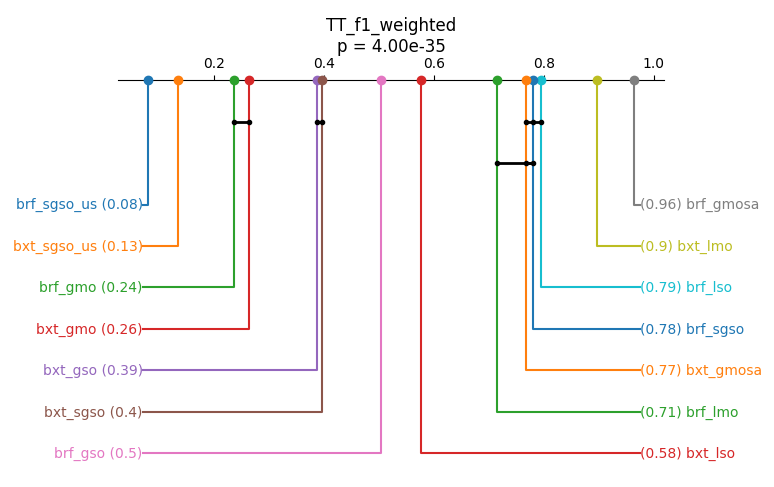 TT_f1_weighted
p = 4.00e-35
0.2 0.4 0.6 0.8 1.0
brf_sgso_us (0.08) (0.96) brf_gmosa
bxt_sgso_us (0.13) (0.9) bxt_lmo
brf_gmo (0.24) (0.79) brf_lso
bxt_gmo (0.26) (0.78) brf_sgso
bxt_gso (0.39) (0.77) bxt_gmosa
bxt_sgso (0.4) (0.71) brf_lmo
brf_gso (0.5) (0.58) bxt_lso